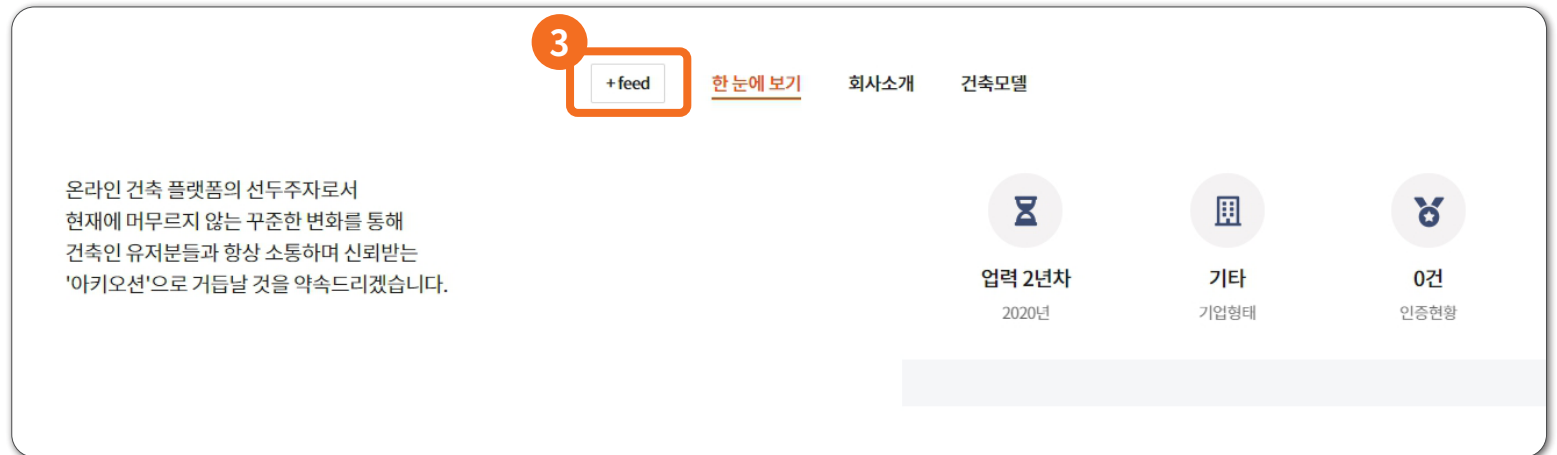 3
+feed
한 눈에 보기
회사소개
건축모델
온라인 건축 플랫폼의 선두주자로서
현재에 머무르지 않는 꾸준한 변화를 통해
건축인 유저분들과 항상 소통하며 신뢰받는
'아키오션'으로 거듭날 것을 약속드리겠습니다.
업력 2년차
2020년
기타
기업형태
0건
인증현황